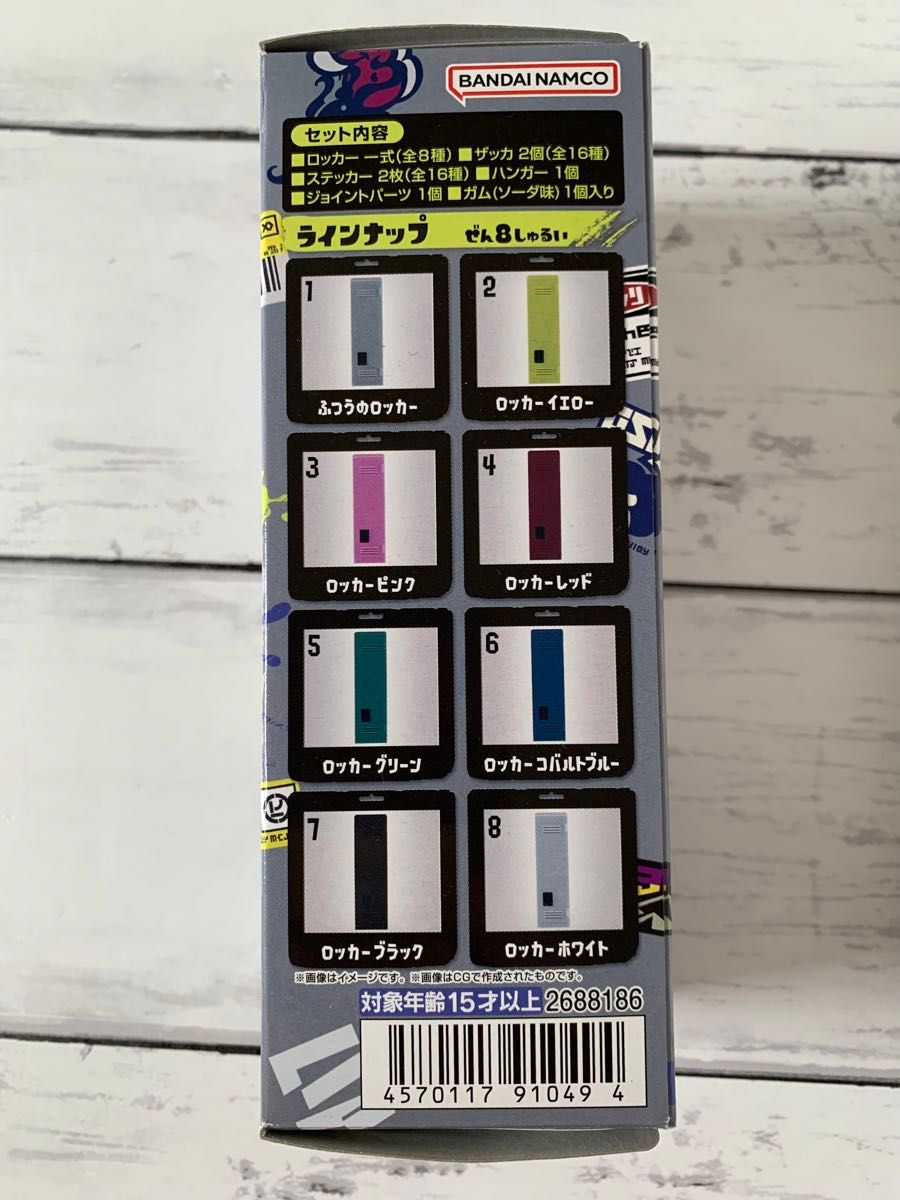 BANDAI NAMCO
セット内容
■ロッカー 一式(全8種) ■ザッカ 2個(全16種)
■ステッカー 2枚(全16種) ■ハンガー 1個
■ジョイントパーツ 1個 ■ガム(ソーダ味)1個入り
ラインナップ ぜん8しゅるい
1
ふつうのロッカー
2
ロッカーイエロー
3
ロッカーピンク
4
ロッカーレッド
5
ロッカーグリーン
6
ロッカーコバルトブルー
7
ロッカーブラック
8
ロッカーホワイト
※画像はイメージです。※画像はCGで作成されたものです。
対象年齢15才以上 2688186
4570117 91049 4